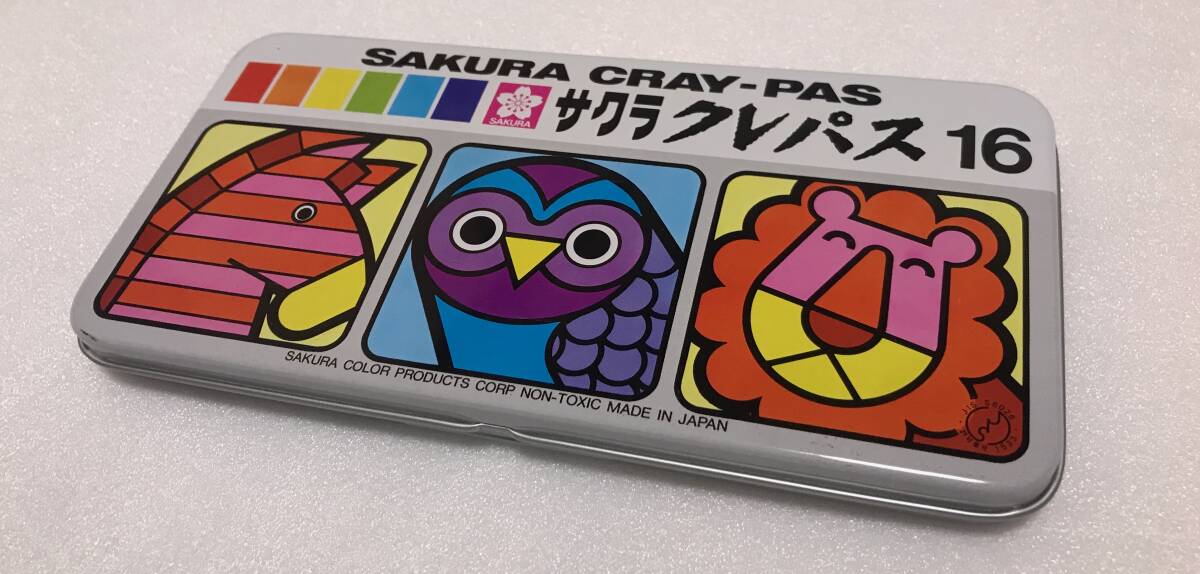 SAKURA CRAY-PAS
SAKURA
サクラクレパス 16
SAKURA COLOR PRODUCTS CORP. NON-TOXIC MADE IN JAPAN